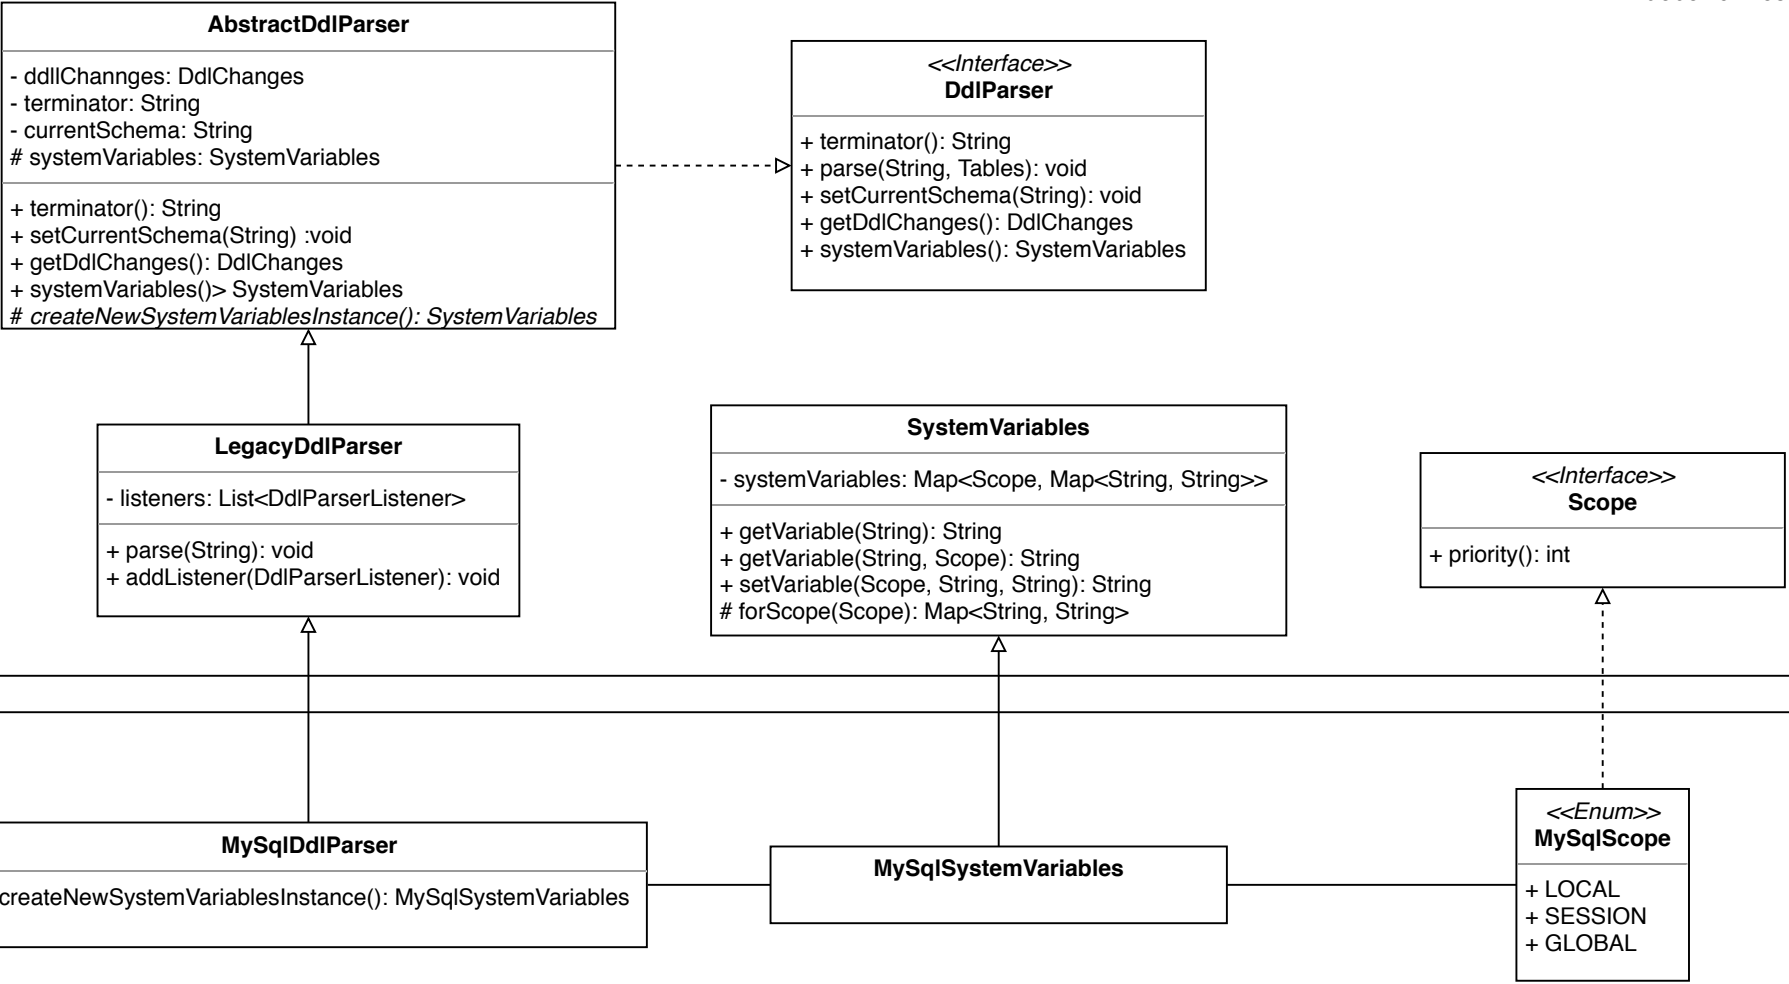 AbstractDdlParser
- ddllChannges: DdlChanges
- terminator: String
- currentSchema: String
# systemVariables: SystemVariables
+ terminator(): String
+ setCurrentSchema(String) :void
+ getDdlChanges(): DdlChanges
+ systemVariables()> SystemVariables
# createNewSystemVariablesInstance(): SystemVariables
<<Interface>>
DdlParser
+ terminator(): String
+ parse(String, Tables): void
+ setCurrentSchema(String): void
+ getDdlChanges(): DdlChanges
+ systemVariables(): SystemVariables
LegacyDdlParser
- listeners: List<DdlParserListener>
+ parse(String): void
+ addListener(DdlParserListener): void
SystemVariables
- systemVariables: Map<Scope, Map<String, String>>
+ getVariable(String): String
+ getVariable(String, Scope): String
+ setVariable(Scope, String, String): String
# forScope(Scope): Map<String, String>
<<Interface>>
Scope
+ priority(): int
MySqlDdlParser
createNewSystemVariablesInstance(): MySqlSystemVariables
MySqlSystemVariables
<<Enum>>
MySqlScope
+ LOCAL
+ SESSION
+ GLOBAL